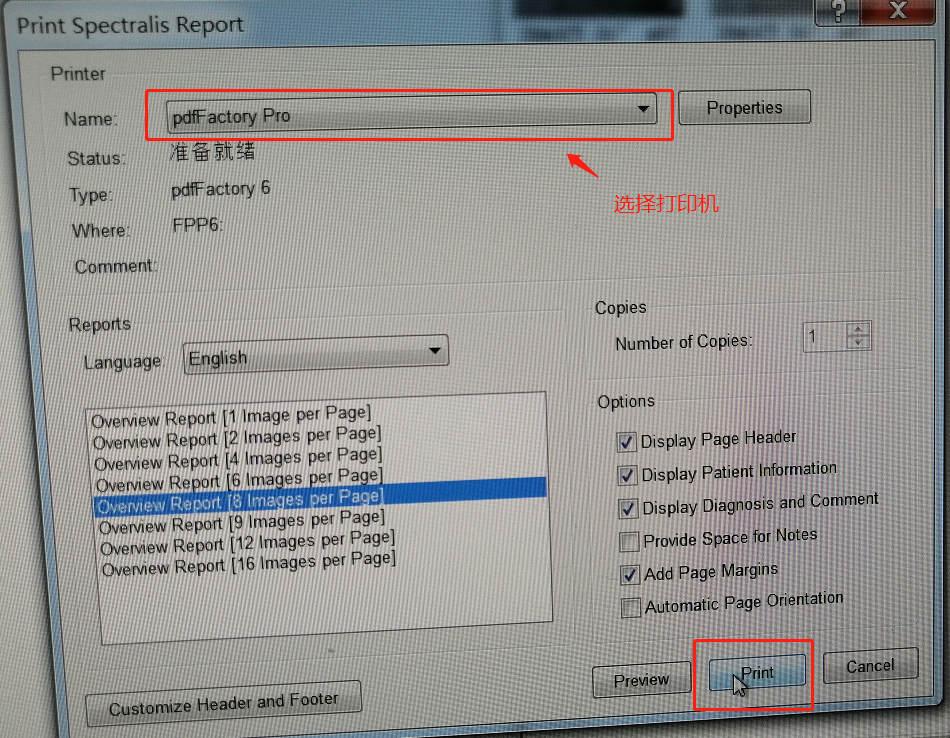 Print Spectralis Report
?
X
Printer
Name:
pdfFactory Pro
Properties
Status:
准备就绪
Type:
pdfFactory 6
选择打印机
Where:
FPP6:
Comment:
Reports
Language
English
Overview Report [1 Image per Page]
Overview Report [2 Images per Page]
Overview Report [4 Images per Page]
Overview Report [6 Images per Page]
Overview Report [8 Images per Page]
Overview Report [9 Images per Page]
Overview Report [12 Images per Page]
Overview Report [16 Images per Page]
Copies
Number of Copies:
1
Options
Display Page Header
Display Patient Information
Display Diagnosis and Comment
Provide Space for Notes
Add Page Margins
Automatic Page Orientation
Customize Header and Footer
Preview
Print
Cancel